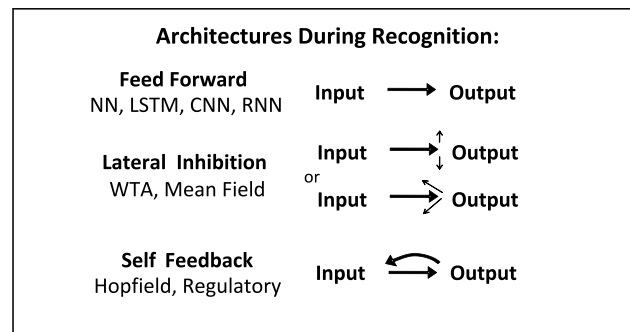 Architectures During Recognition:
Feed Forward
NN, LSTM, CNN, RNN
Input Output
Lateral Inhibition
WTA, Mean Field
Input Output
or
Input Output
Self Feedback
Hopfield, Regulatory
Input Output